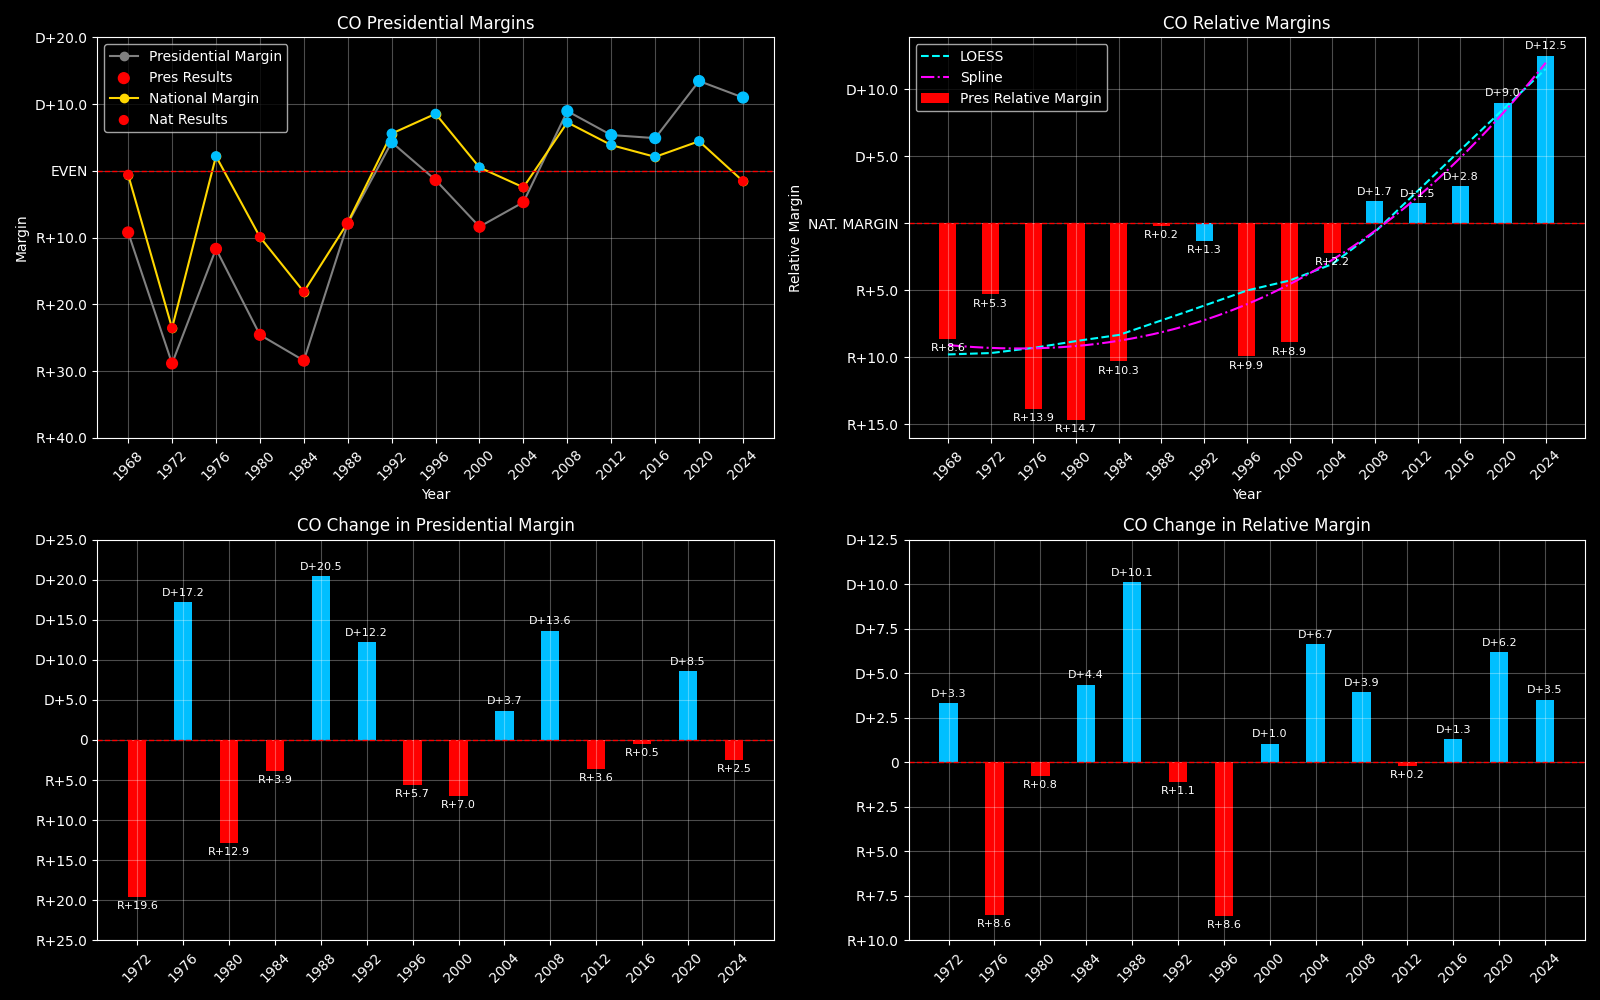 CO Presidential Margins
D+20.0
D+10.0
EVEN
R+10.0
R+20.0
R+30.0
R+40.0
Margin
Presidential Margin
Pres Results
National Margin
Nat Results
1968 1972 1976 1980 1984 1988 1992 1996 2000 2004 2008 2012 2016 2020 2024
Year
CO Relative Margins
D+10.0
D+5.0
NAT. MARGIN
R+5.0
R+10.0
R+15.0
Relative Margin
LOESS
Spline
Pres Relative Margin
R+8.6
R+5.3
R+13.9
R+14.7
R+10.3
R+0.2
R+1.3
R+9.9
R+8.9
R+2.2
D+1.7
D+1.5
D+2.8
D+9.0
D+12.5
1968 1972 1976 1980 1984 1988 1992 1996 2000 2004 2008 2012 2016 2020 2024
Year
CO Change in Presidential Margin
D+25.0
D+20.0
D+15.0
D+10.0
D+5.0
0
R+5.0
R+10.0
R+15.0
R+20.0
R+25.0
R+19.6
D+17.2
R+12.9
R+3.9
D+20.5
D+12.2
R+5.7
R+7.0
D+3.7
D+13.6
R+3.6
R+0.5
D+8.5
R+2.5
1972 1976 1980 1984 1988 1992 1996 2000 2004 2008 2012 2016 2020 2024
CO Change in Relative Margin
D+12.5
D+10.0
D+7.5
D+5.0
D+2.5
0
R+2.5
R+5.0
R+7.5
R+10.0
D+3.3
R+8.6
R+0.8
D+4.4
D+10.1
R+1.1
R+8.6
D+1.0
D+6.7
D+3.9
R+0.2
D+1.3
D+6.2
D+3.5
1972 1976 1980 1984 1988 1992 1996 2000 2004 2008 2012 2016 2020 2024